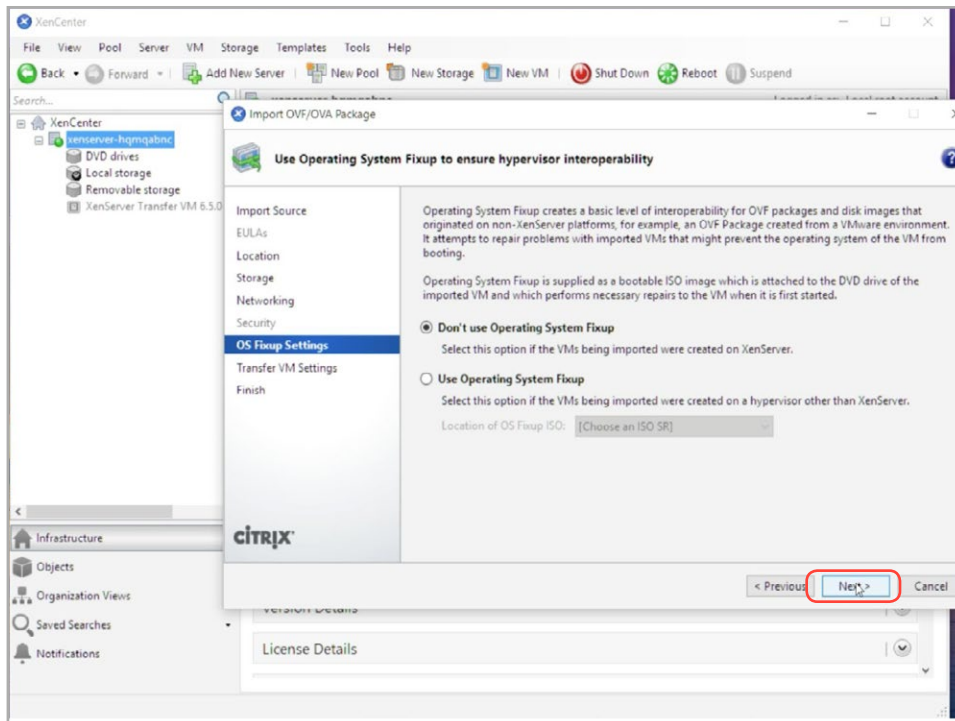 XenCenter
File View Pool Server VM Storage Templates Tools Help
Back Forward Add New Server New Pool New Storage New VM Shut Down Reboot Suspend
Search...
XenCenter
xenserver-hqmqabnc
DVD drives
Local storage
Removable storage
XenServer Transfer VM 6.5.0
Import OVF/OVA Package
Use Operating System Fixup to ensure hypervisor interoperability
Import Source
EULAs
Location
Storage
Networking
Security
OS Fixup Settings
Transfer VM Settings
Finish
CITRIX
Operating System Fixup creates a basic level of interoperability for OVF packages and disk images that
originated on non-XenServer platforms, for example, an OVF Package created from a VMware environment.
It attempts to repair problems with imported VMs that might prevent the operating system of the VM from
booting.
Operating System Fixup is supplied as a bootable ISO image which is attached to the DVD drive of the
imported VM and which performs necessary repairs to the VM when it is first started.
Don't use Operating System Fixup
Select this option if the VMs being imported were created on XenServer.
Use Operating System Fixup
Select this option if the VMs being imported were created on a hypervisor other than XenServer.
Location of OS Fixup ISO: [Choose an ISO SR]
< Previous Next > Cancel
Infrastructure
Objects
Organization Views
Saved Searches
Notifications
Version Details
License Details